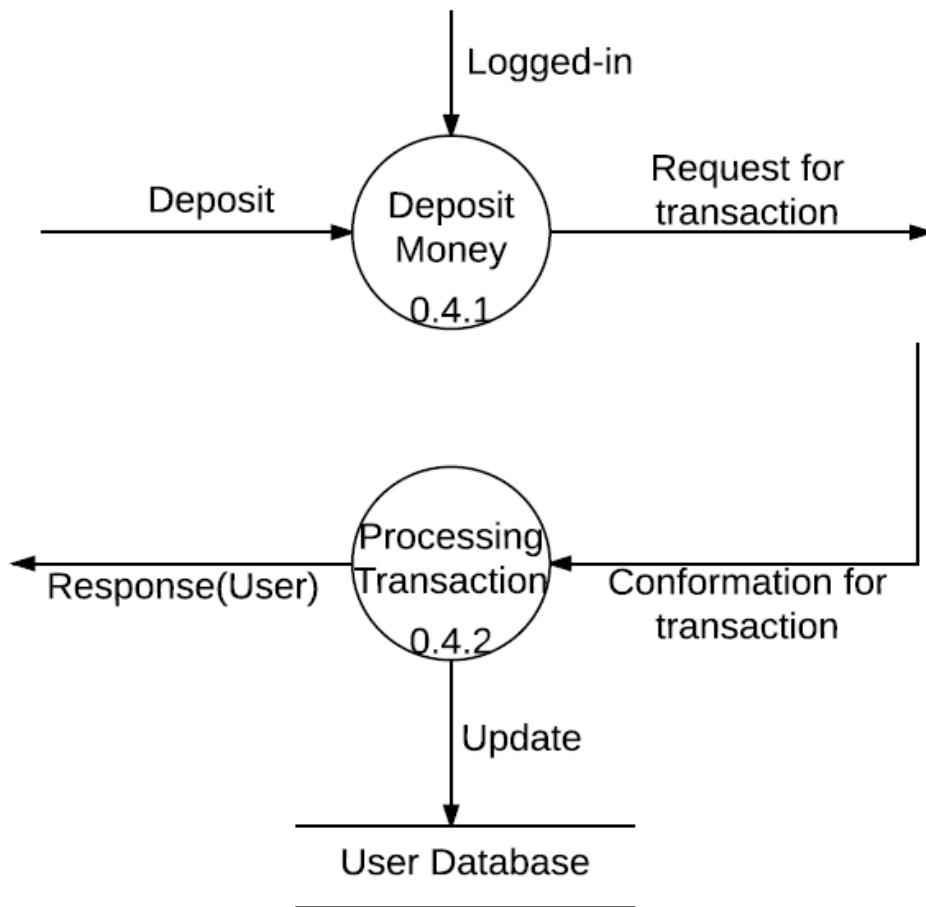 Logged-in
Deposit
Deposit
Money
0.4.1
Request for
transaction
Processing
Transaction
0.4.2
Response(User)
Conformation for
transaction
Update
User Database